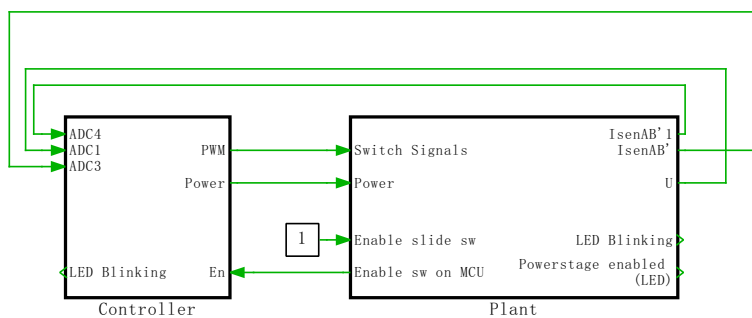 ADC4
ADC1
ADC3
PWM
Power
LED Blinking
En
Controller
1
Switch Signals
Power
Enable slide sw
Enable sw on MCU
IsenAB'1
IsenAB'
U
LED Blinking
Powerstage enabled
(LED)
Plant